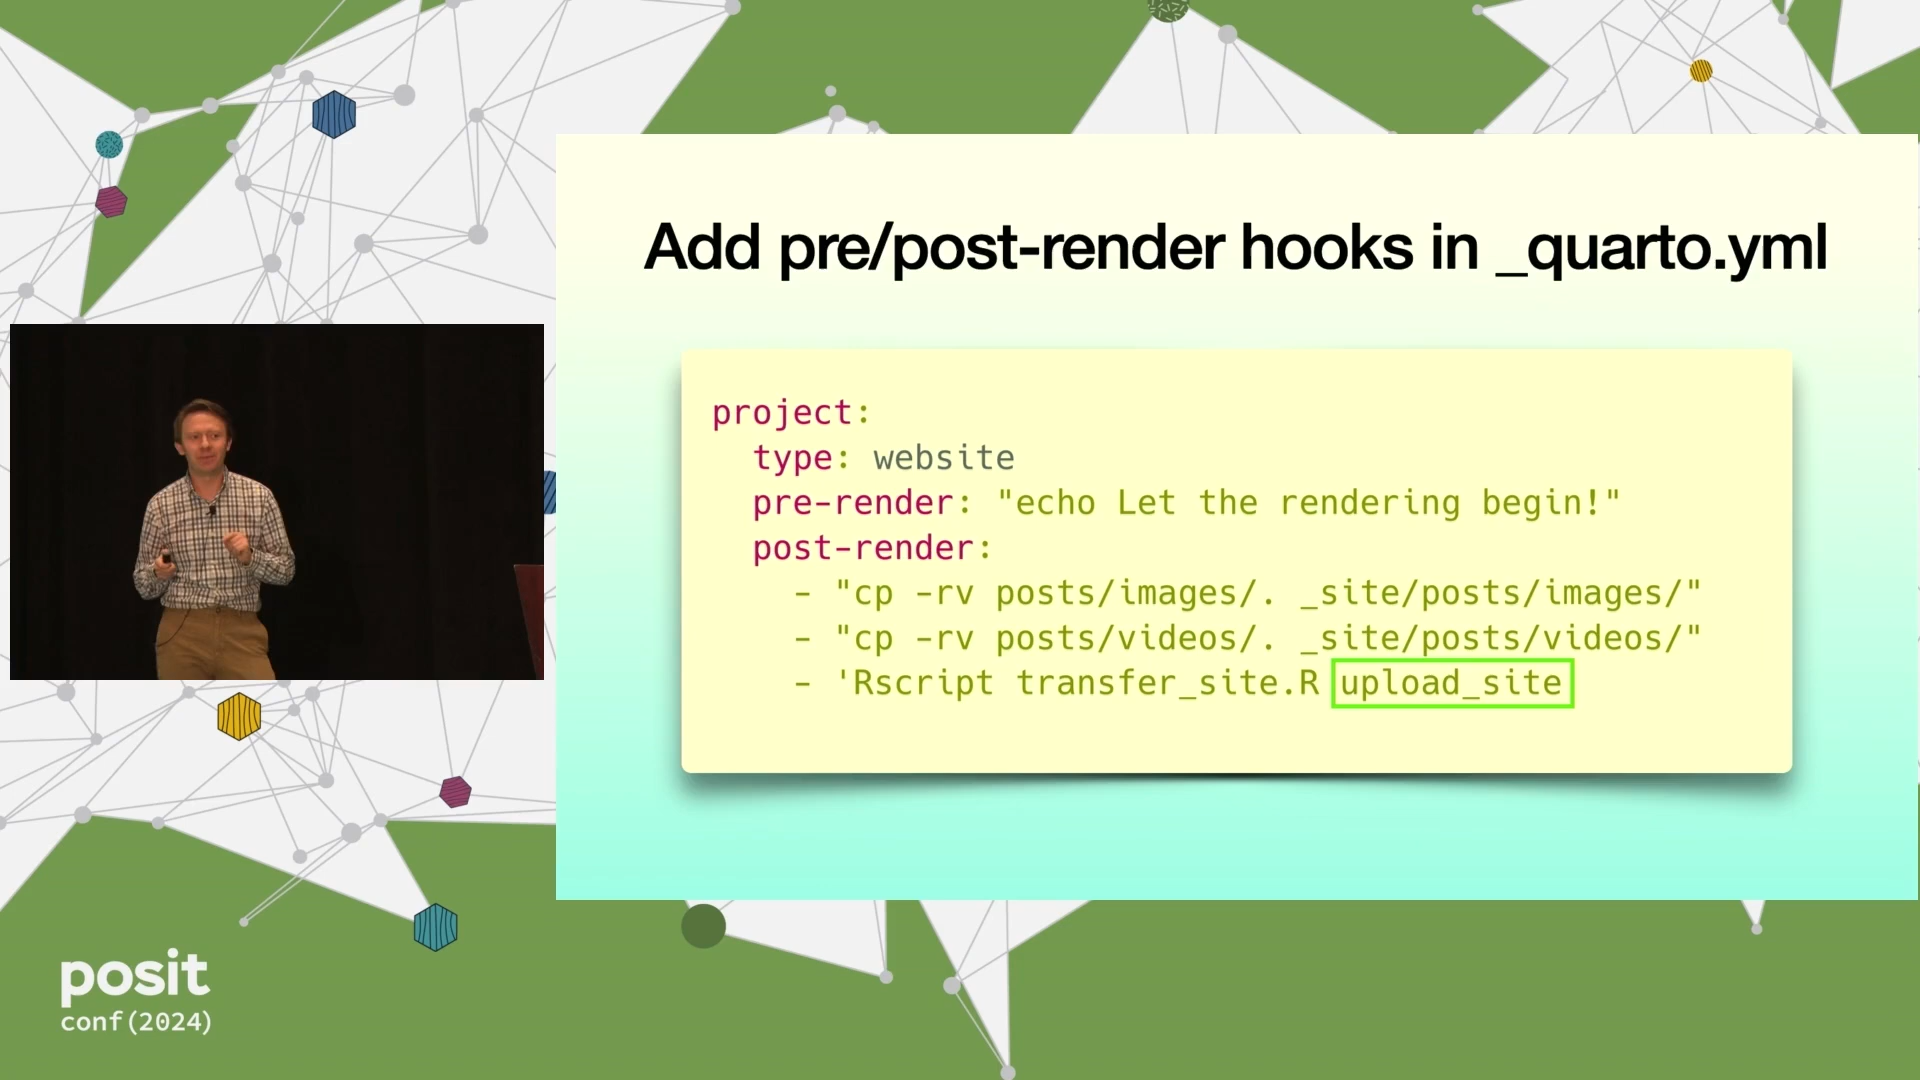 Add pre/post-render hooks in _quarto.yml
project:
type: website
pre-render: "echo Let the rendering begin!"
post-render:
- "cp -rv posts/images/. _site/posts/images/"
- "cp -rv posts/videos/. _site/posts/videos/"
- 'Rscript transfer_site.R upload_site
posit
conf(2024)